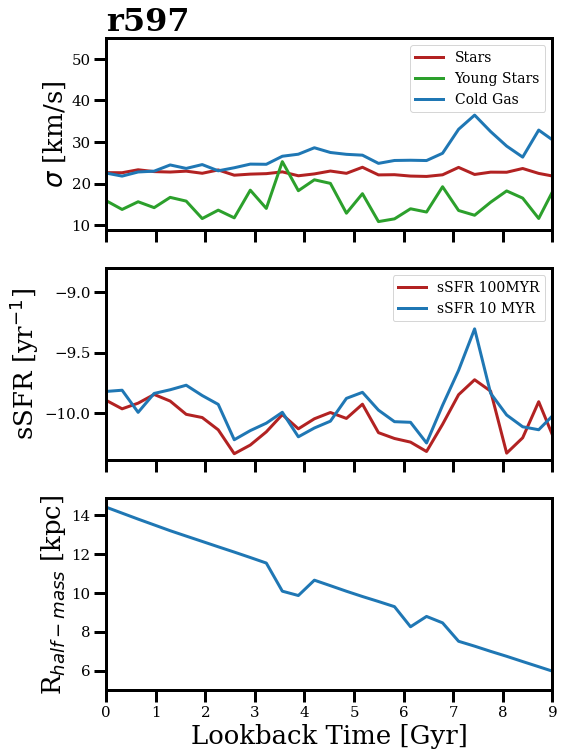 r597
σ [km/s]
50
40
30
20
10
Stars
Young Stars
Cold Gas
sSFR [yr⁻¹]
−9.0
−9.5
−10.0
sSFR 100MYR
sSFR 10 MYR
R_{half−mass} [kpc]
14
12
10
8
6
0 1 2 3 4 5 6 7 8 9
Lookback Time [Gyr]